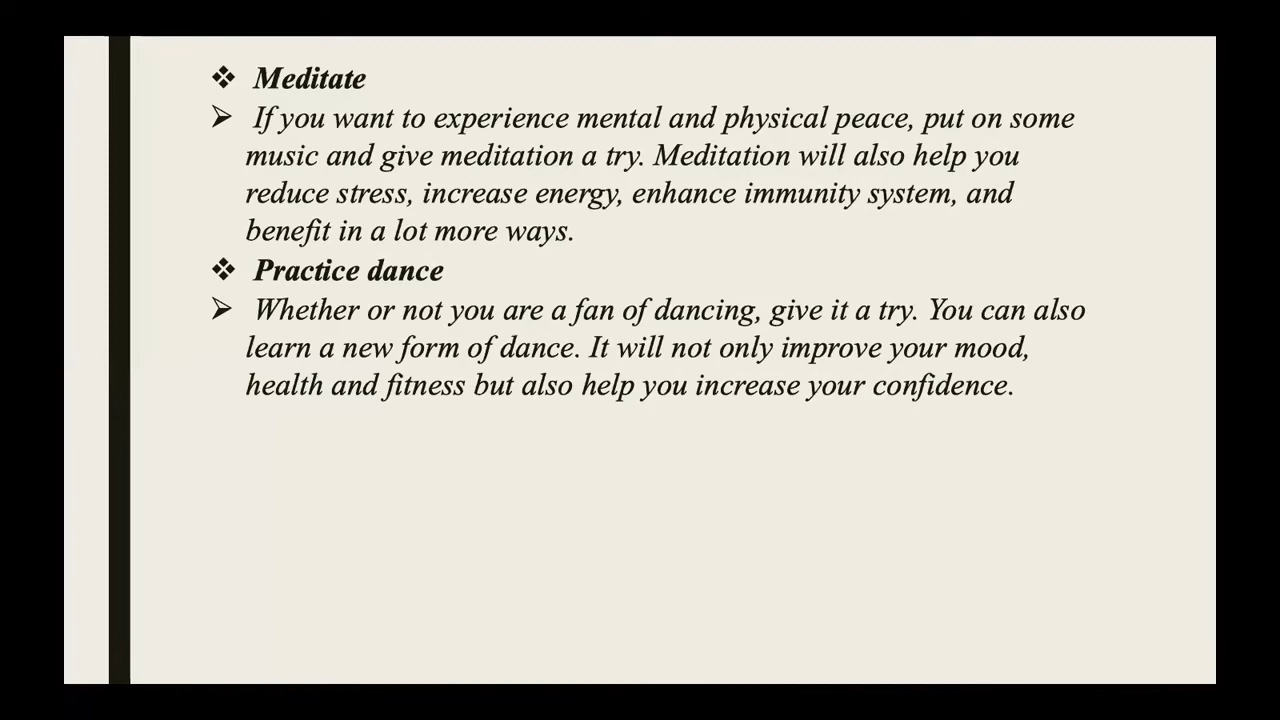 ❖ Meditate
➢ If you want to experience mental and physical peace, put on some
music and give meditation a try. Meditation will also help you
reduce stress, increase energy, enhance immunity system, and
benefit in a lot more ways.
❖ Practice dance
➢ Whether or not you are a fan of dancing, give it a try. You can also
learn a new form of dance. It will not only improve your mood,
health and fitness but also help you increase your confidence.